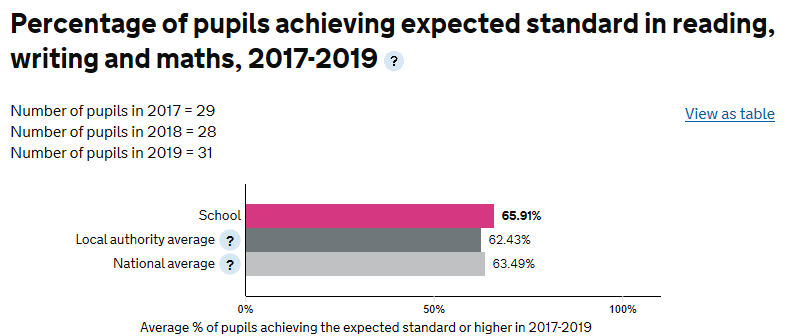 Percentage of pupils achieving expected standard in reading,
writing and maths, 2017-2019 ?
Number of pupils in 2017 = 29
View as table
Number of pupils in 2018 = 28
Number of pupils in 2019 = 31
School 65.91%
Local authority average ? 62.43%
National average ? 63.49%
0% 50% 100%
Average % of pupils achieving the expected standard or higher in 2017-2019